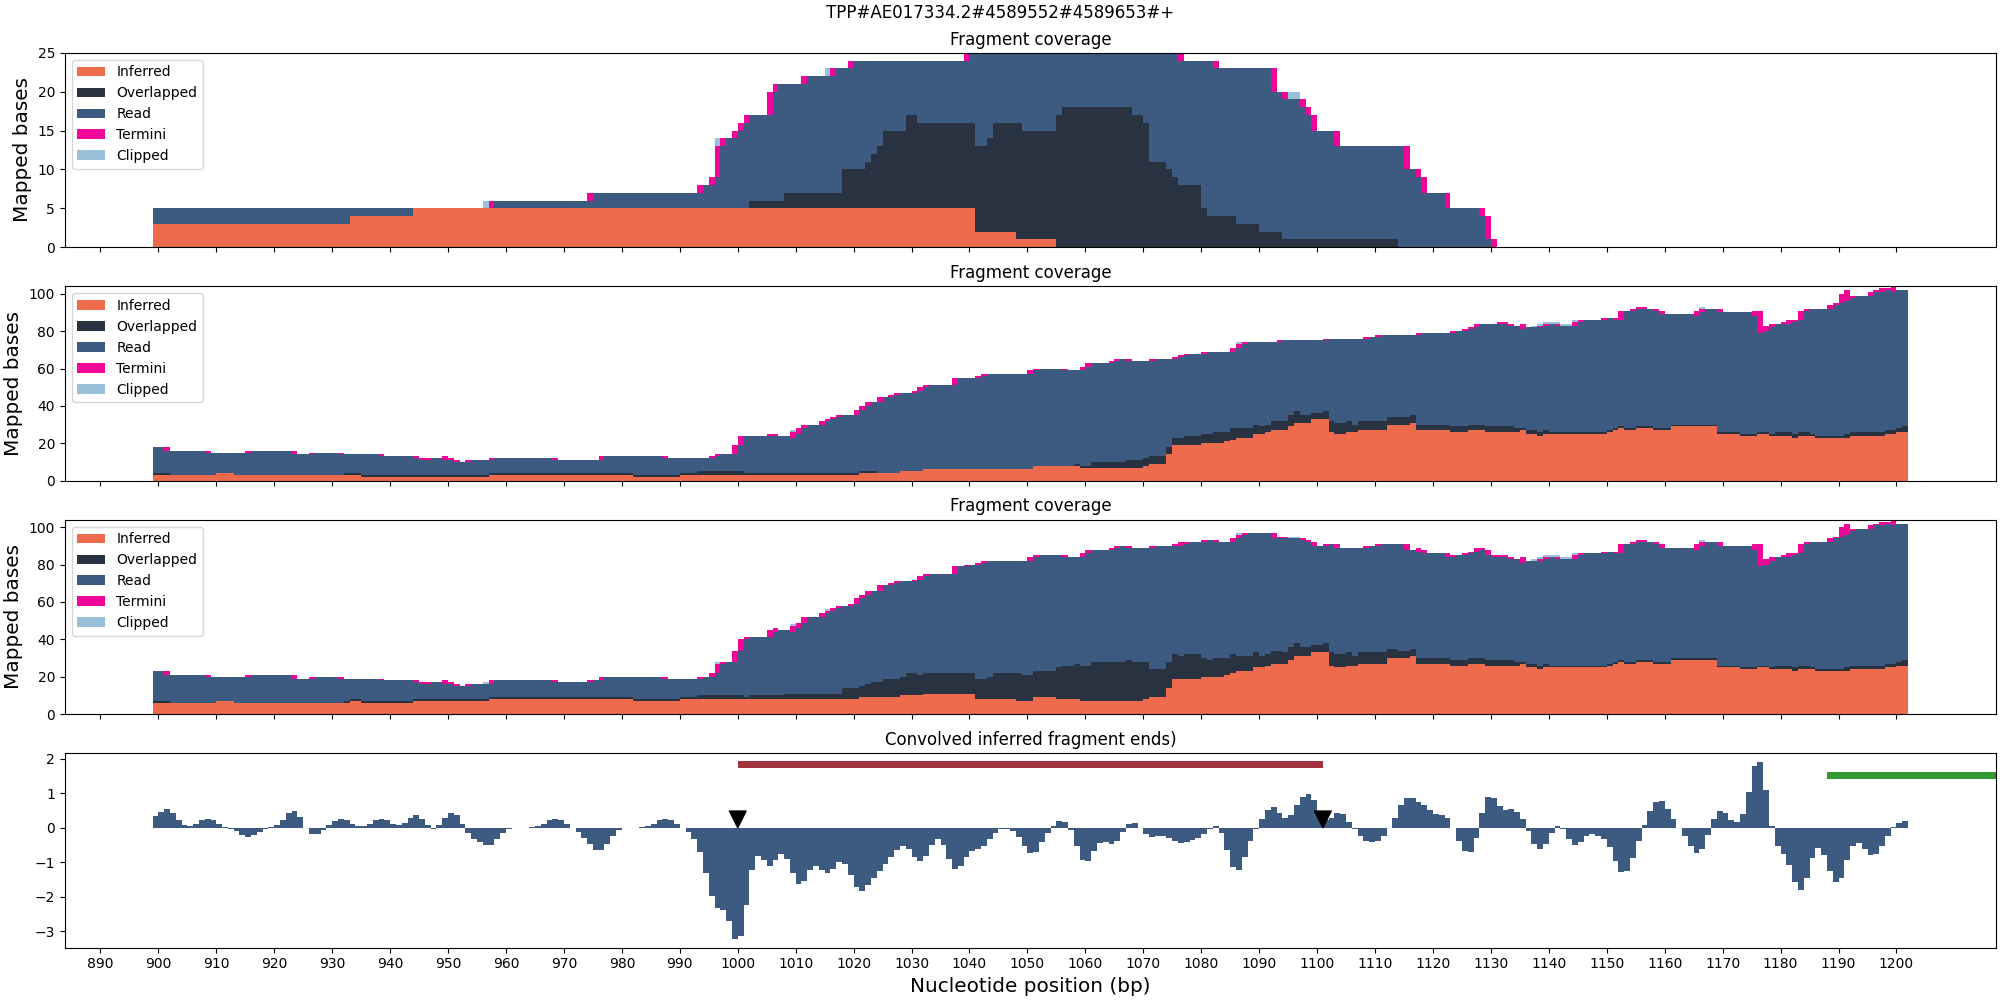 TPP#AE017334.2#4589552#4589653#+
Fragment coverage
25
20
15
10
5
0
Mapped bases
Inferred
Overlapped
Read
Termini
Clipped
Fragment coverage
100
80
60
40
20
0
Mapped bases
Inferred
Overlapped
Read
Termini
Clipped
Fragment coverage
100
80
60
40
20
0
Mapped bases
Inferred
Overlapped
Read
Termini
Clipped
Convolved inferred fragment ends)
2
1
0
−1
−2
−3
890 900 910 920 930 940 950 960 970 980 990 1000 1010 1020 1030 1040 1050 1060 1070 1080 1090 1100 1110 1120 1130 1140 1150 1160 1170 1180 1190 1200
Nucleotide position (bp)